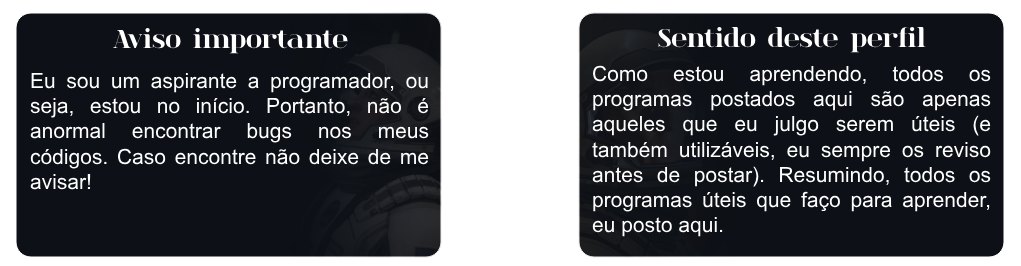 Aviso importante
Eu sou um aspirante a programador, ou
seja, estou no início. Portanto, não é
anormal encontrar bugs nos meus
códigos. Caso encontre não deixe de me
avisar!
Sentido deste perfil
Como estou aprendendo, todos os
programas postados aqui são apenas
aqueles que eu julgo serem úteis (e
também utilizáveis, eu sempre os reviso
antes de postar). Resumindo, todos os
programas úteis que faço para aprender,
eu posto aqui.